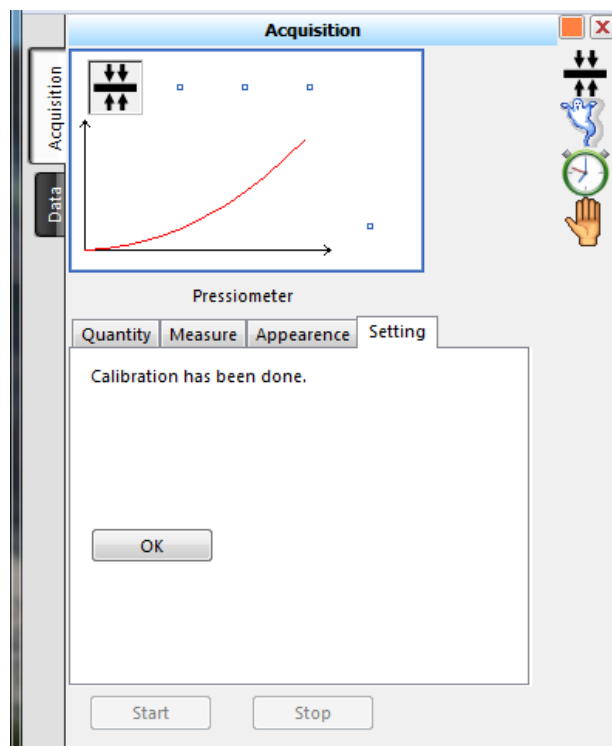 Acquisition
Acquisition
Data
Pressiometer
Quantity Measure Appearence Setting
Calibration has been done.
OK
Start Stop